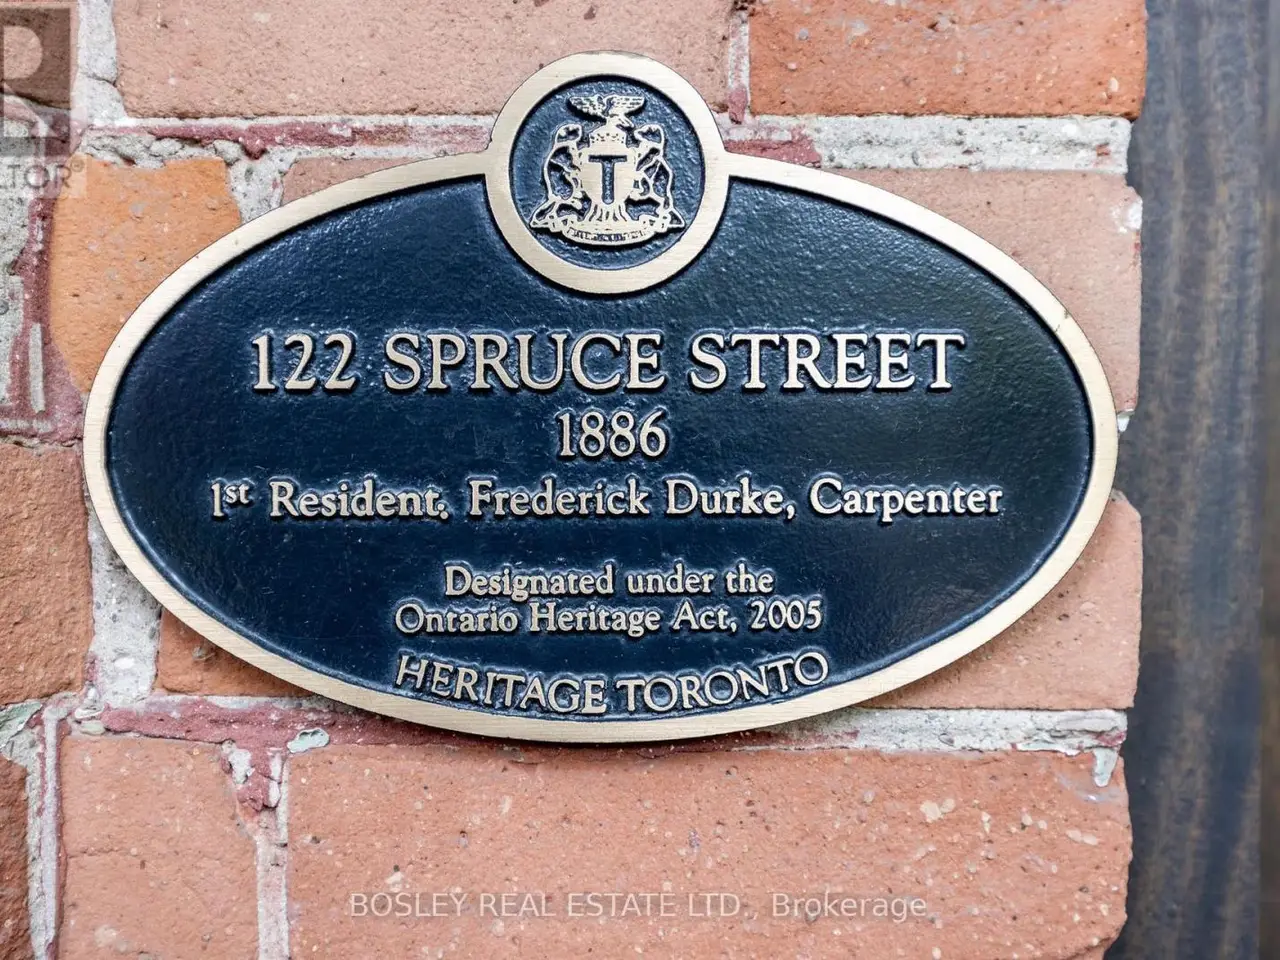 T
122 SPRUCE STREET
1886
1st Resident. Frederick Durke, Carpenter
Designated under the
Ontario Heritage Act, 2005
HERITAGE TORONTO
BOSLEY REAL ESTATE LTD., Brokerage